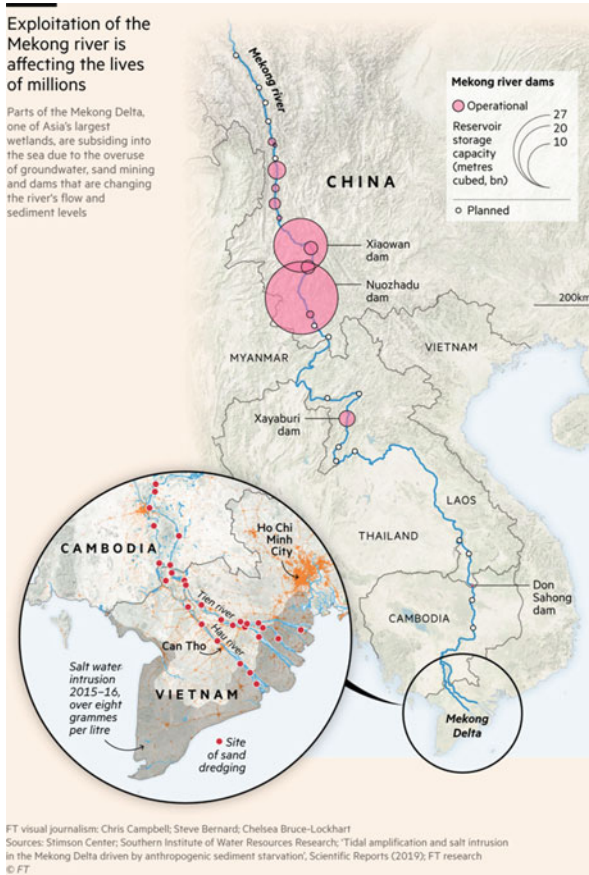 Exploitation of the
Mekong river is
affecting the lives
of millions
Parts of the Mekong Delta,
one of Asia's largest
wetlands, are subsiding into
the sea due to the overuse
of groundwater, sand mining
and dams that are changing
the river's flow and
sediment levels
Mekong river
CHINA
Mekong river dams
Operational
Reservoir
storage
capacity
(metres
cubed, bn)
27
20
10
Planned
Xiaowan
dam
Nuozhadu
dam
200km
MYANMAR
VIETNAM
Xayaburi
dam
LAOS
THAILAND
Don
Sahong
dam
CAMBODIA
Mekong
Delta
CAMBODIA
Ho Chi
Minh
City
Tien river
Hau river
Can Tho
VIETNAM
Salt water
intrusion
2015–16,
over eight
grammes
per litre
Site
of sand
dredging
FT visual journalism: Chris Campbell; Steve Bernard; Chelsea Bruce-Lockhart
Sources: Stimson Center; Southern Institute of Water Resources Research; 'Tidal amplification and salt intrusion
in the Mekong Delta driven by anthropogenic sediment starvation', Scientific Reports (2019); FT research
© FT